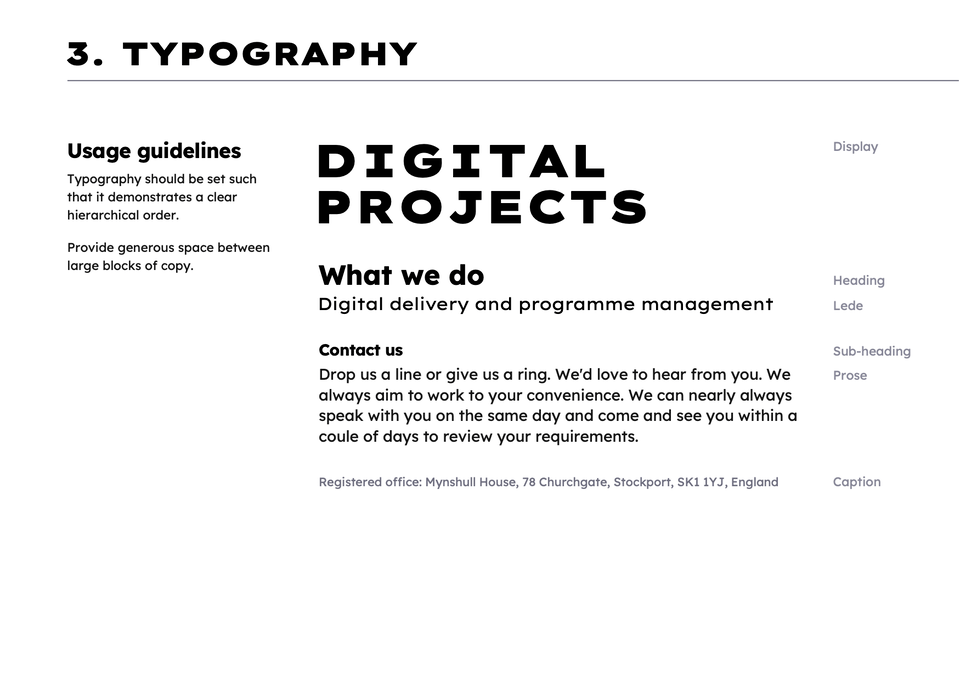 3. TYPOGRAPHY
Usage guidelines
Typography should be set such
that it demonstrates a clear
hierarchical order.
Provide generous space between
large blocks of copy.
DIGITAL
PROJECTS
Display
What we do
Heading
Digital delivery and programme management
Lede
Contact us
Sub-heading
Drop us a line or give us a ring. We'd love to hear from you. We
Prose
always aim to work to your convenience. We can nearly always
speak with you on the same day and come and see you within a
coule of days to review your requirements.
Registered office: Mynshull House, 78 Churchgate, Stockport, SK1 1YJ, England
Caption